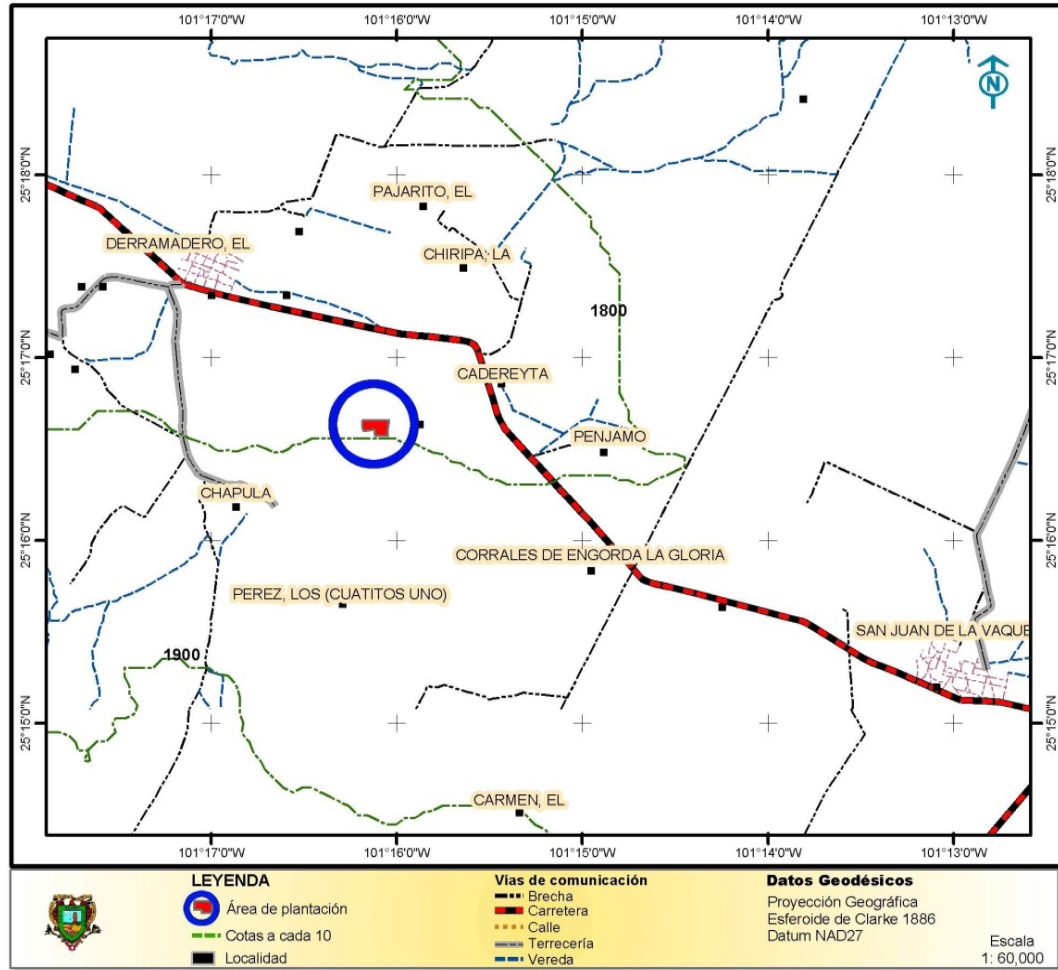 101°17'0"W 101°16'0"W 101°15'0"W 101°14'0"W 101°13'0"W
N
25°18'0"N 25°18'0"N
PAJARITO, EL
DERRAMADERO, EL
CHIRIPA, LA
1800
25°17'0"N 25°17'0"N
CADEREYTA
PENJAMO
CHAPULA
25°16'0"N 25°16'0"N
CORRALES DE ENGORDA LA GLORIA
PEREZ, LOS (CUATITOS UNO)
SAN JUAN DE LA VAQUE
1900
25°15'0"N 25°15'0"N
CARMEN, EL
101°17'0"W 101°16'0"W 101°15'0"W 101°14'0"W 101°13'0"W
LEYENDA
Área de plantación
Cotas a cada 10
Localidad
Vías de comunicación
Brecha
Carretera
Calle
Terrecería
Vereda
Datos Geodésicos
Proyección Geográfica
Esferoide de Clarke 1886
Datum NAD27
Escala
1: 60,000